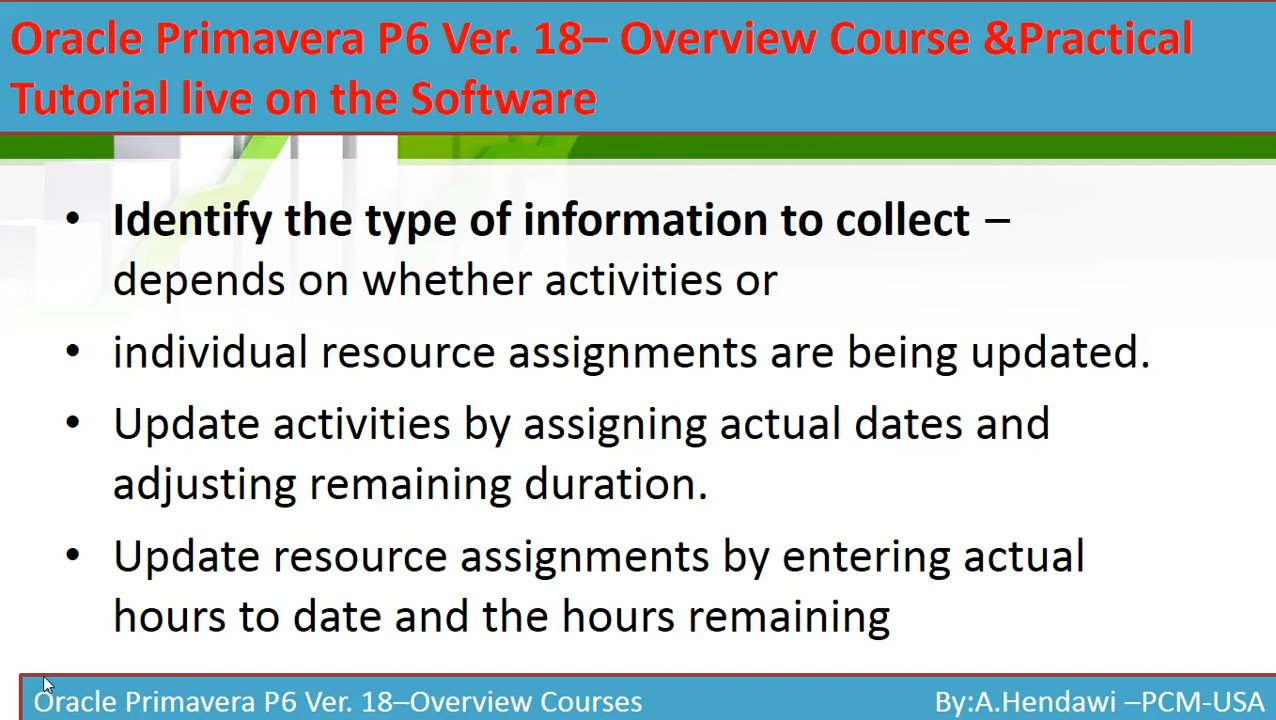 Oracle Primavera P6 Ver. 18– Overview Course &Practical
Tutorial live on the Software
• Identify the type of information to collect –
depends on whether activities or
• individual resource assignments are being updated.
• Update activities by assigning actual dates and
adjusting remaining duration.
• Update resource assignments by entering actual
hours to date and the hours remaining
Oracle Primavera P6 Ver. 18–Overview Courses
By:A.Hendawi –PCM-USA